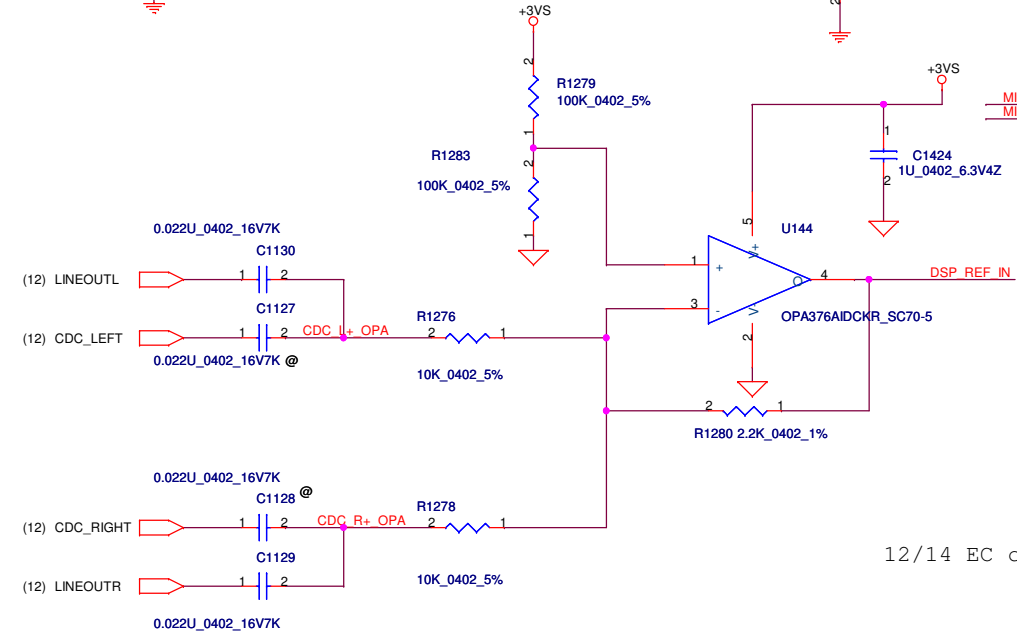 +3VS
2
R1279
100K_0402_5%
1
+3VS
MI
MI
1
C1424
1U_0402_6.3V4Z
2
R1283
2
100K_0402_5%
1
0.022U_0402_16V7K
C1130
(12) LINEOUTL
1 2
C1127
(12) CDC_LEFT
1 2
CDC_L+_OPA
0.022U_0402_16V7K @
R1276
2 1
10K_0402_5%
5
U144
V+
1 +
3 -
O 4
DSP_REF_IN
V-
OPA376AIDCKR_SC70-5
2
2 1
R1280 2.2K_0402_1%
0.022U_0402_16V7K
C1128 @
(12) CDC_RIGHT
1 2
CDC_R+_OPA
R1278
2 1
C1129
(12) LINEOUTR
1 2
10K_0402_5%
0.022U_0402_16V7K
12/14 EC